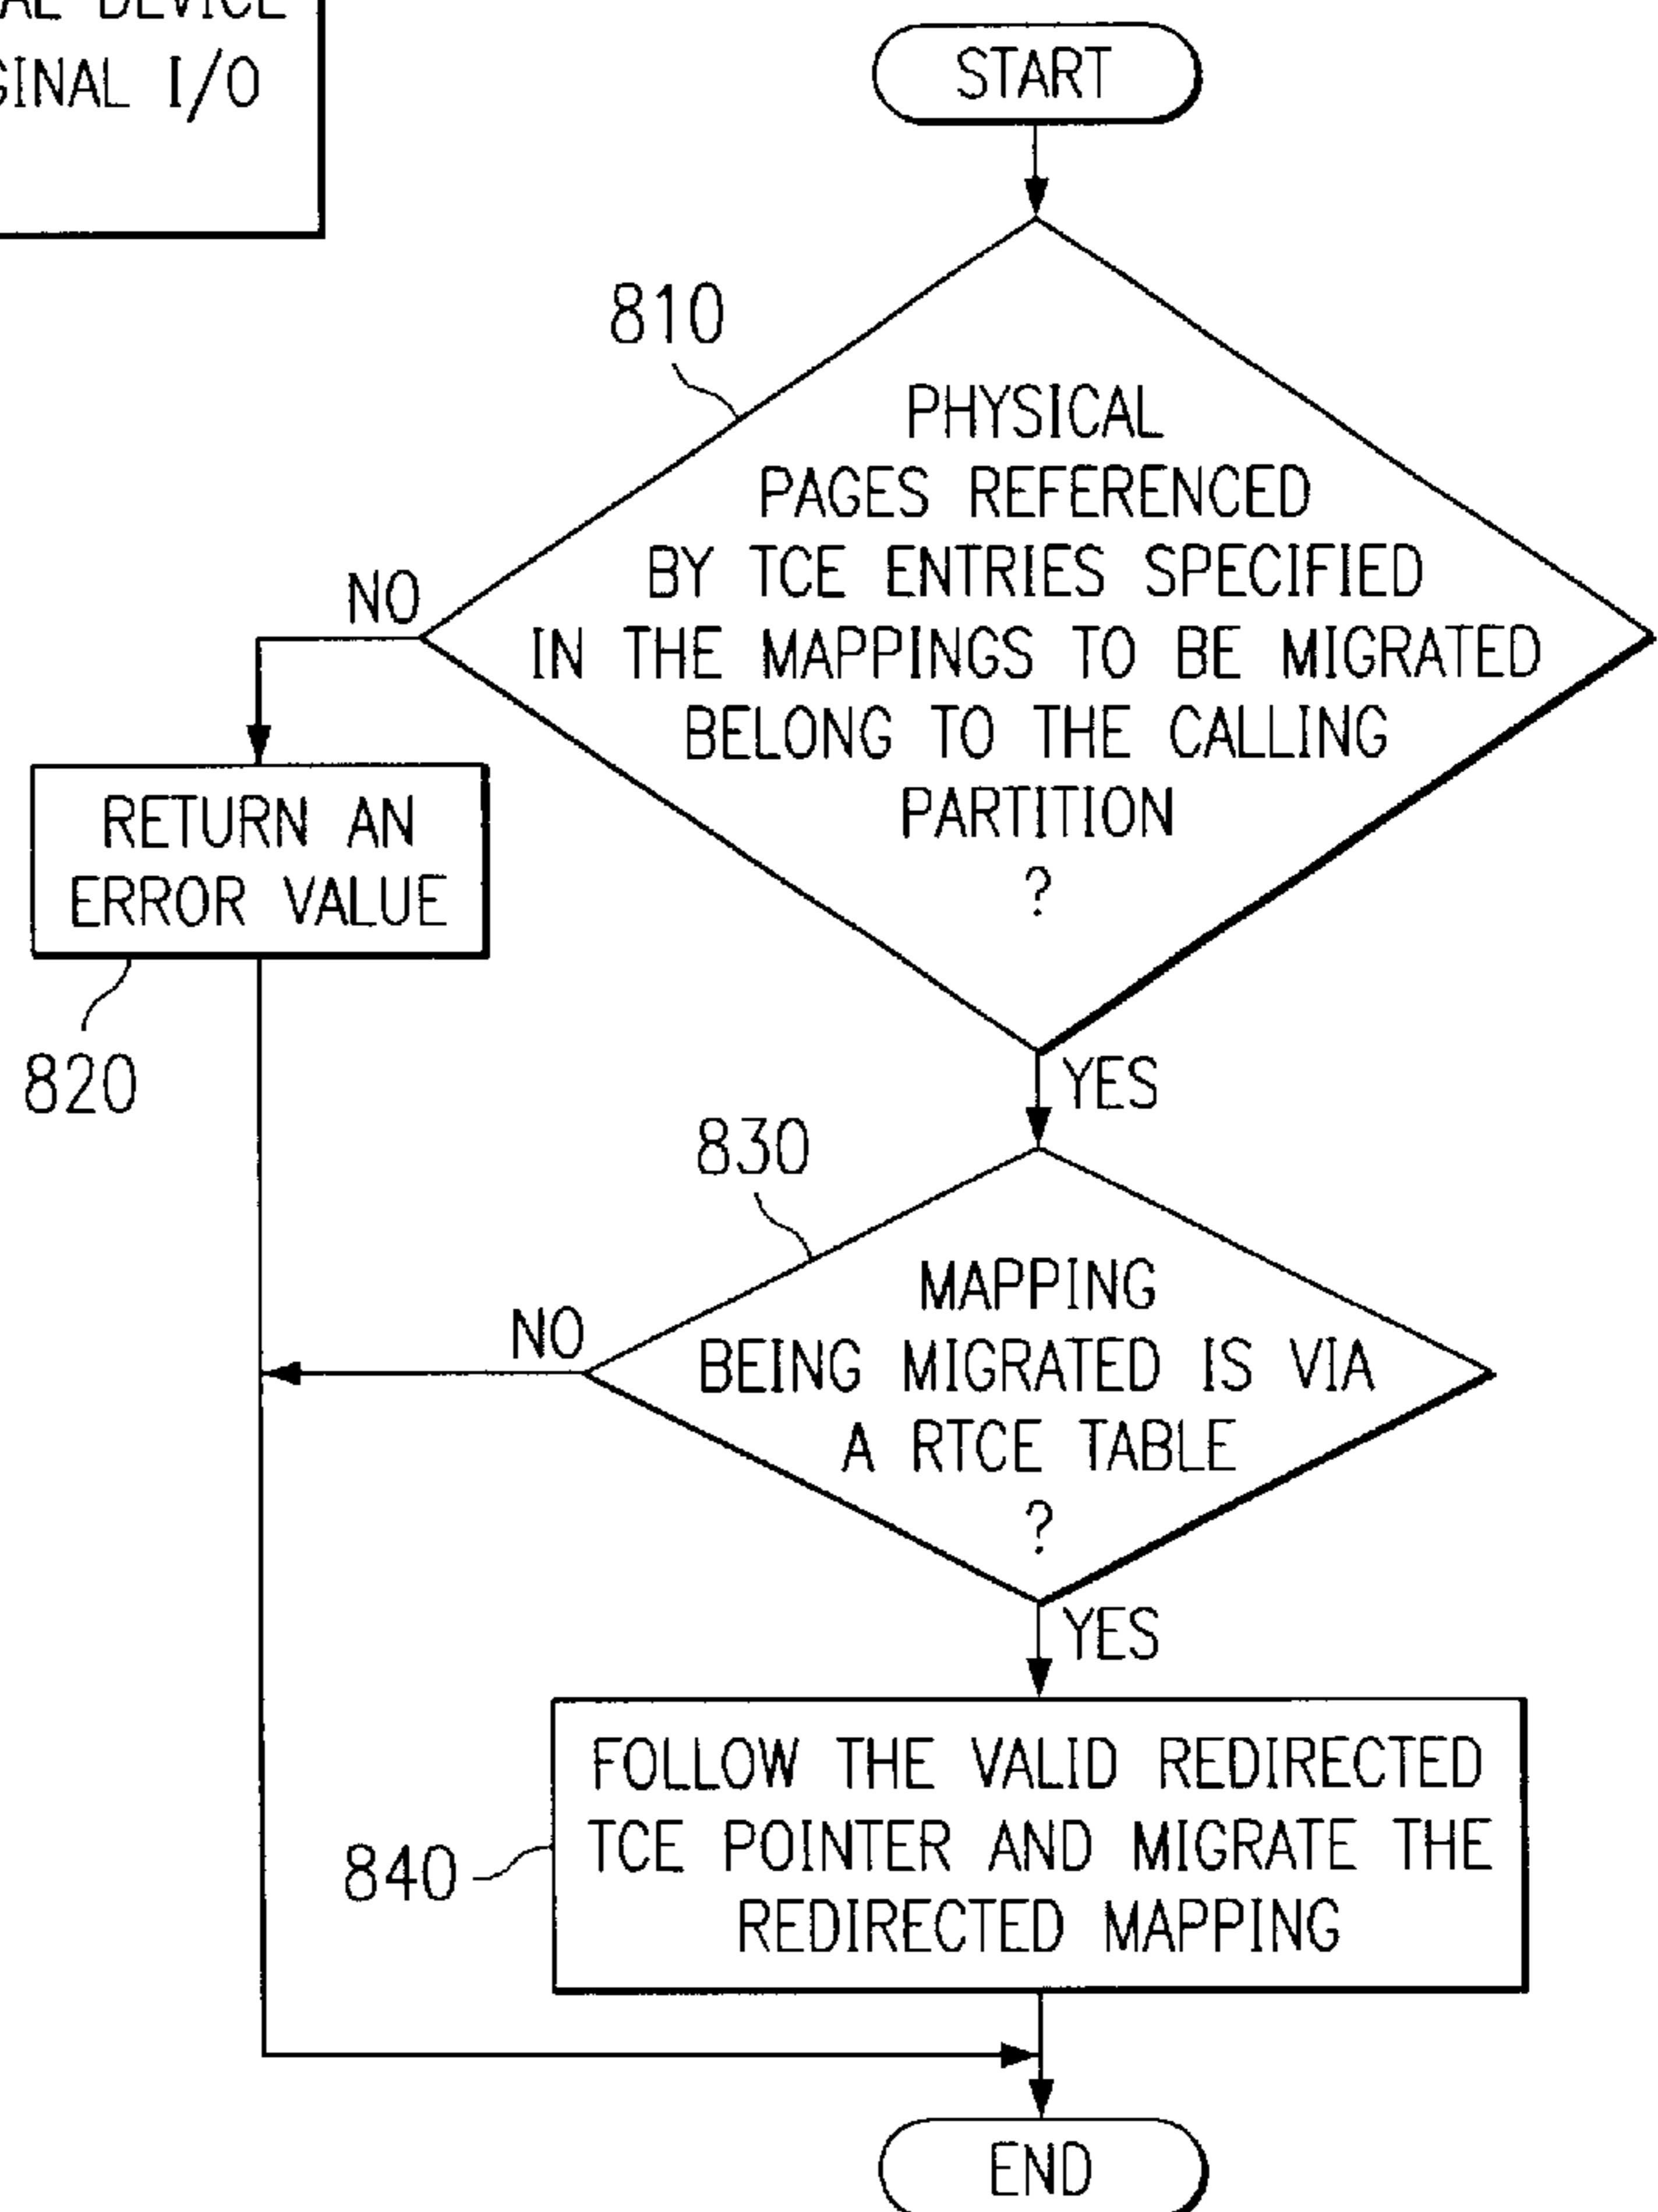 DEVICE
I/O
START
810
PHYSICAL
PAGES REFERENCED
BY TCE ENTRIES SPECIFIED
IN THE MAPPINGS TO BE MIGRATED
BELONG TO THE CALLING
PARTITION
?
NO
RETURN AN
ERROR VALUE
820
YES
830
MAPPING
BEING MIGRATED IS VIA
A RTCE TABLE
?
NO
YES
FOLLOW THE VALID REDIRECTED
TCE POINTER AND MIGRATE THE
REDIRECTED MAPPING
840
END